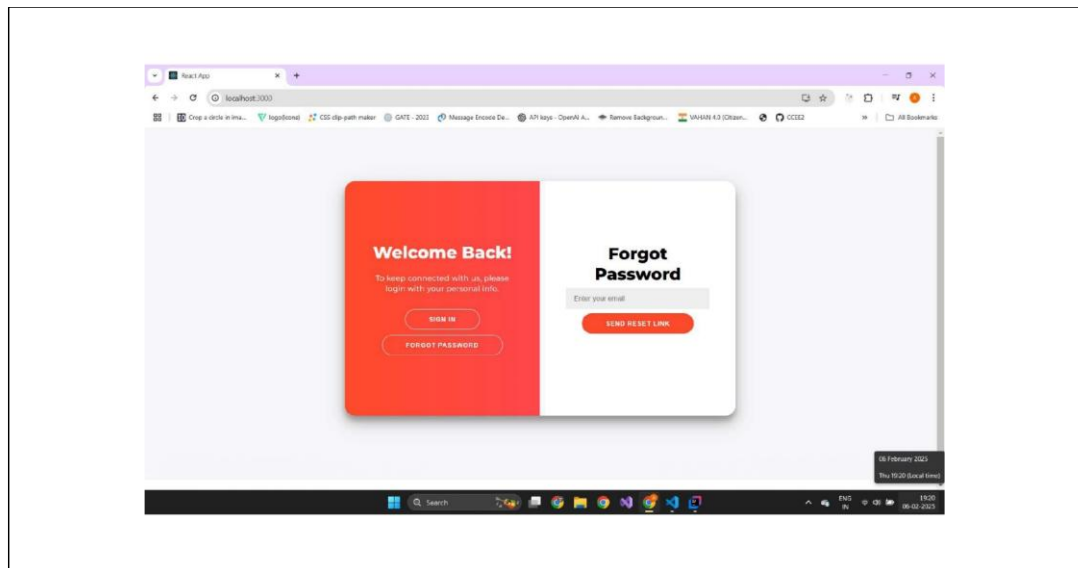 React App
localhost:3000
Crop a circle in ima...
logo(icons)
CSS clip-path maker
GATE - 2023
Message Encode De...
API keys - OpenAI A...
Remove Backgroun...
VAHAN 4.0 (Citizen...
CCEE2
All Bookmarks
Welcome Back!
To keep connected with us, please
login with your personal info.
SIGN IN
FORGOT PASSWORD
Forgot
Password
Enter your email
SEND RESET LINK
06 February 2025
Thu 19:20 (Local time)
Search
ENG
IN
19:20
06-02-2025